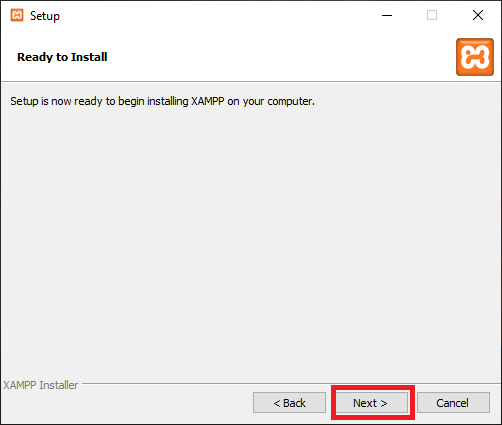 Setup
Ready to Install
Setup is now ready to begin installing XAMPP on your computer.
XAMPP Installer
< Back
Next >
Cancel